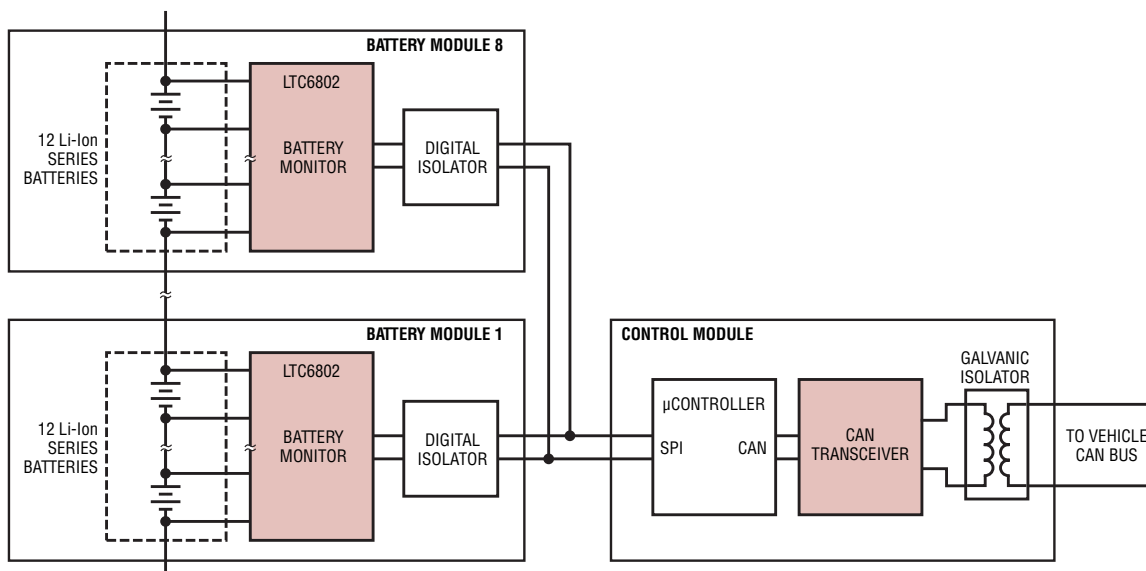 BATTERY MODULE 8
LTC6802
12 Li-Ion
SERIES
BATTERIES
BATTERY
MONITOR
DIGITAL
ISOLATOR
BATTERY MODULE 1
LTC6802
12 Li-Ion
SERIES
BATTERIES
BATTERY
MONITOR
DIGITAL
ISOLATOR
CONTROL MODULE
µCONTROLLER
SPI
CAN
CAN
TRANSCEIVER
GALVANIC
ISOLATOR
TO VEHICLE
CAN BUS